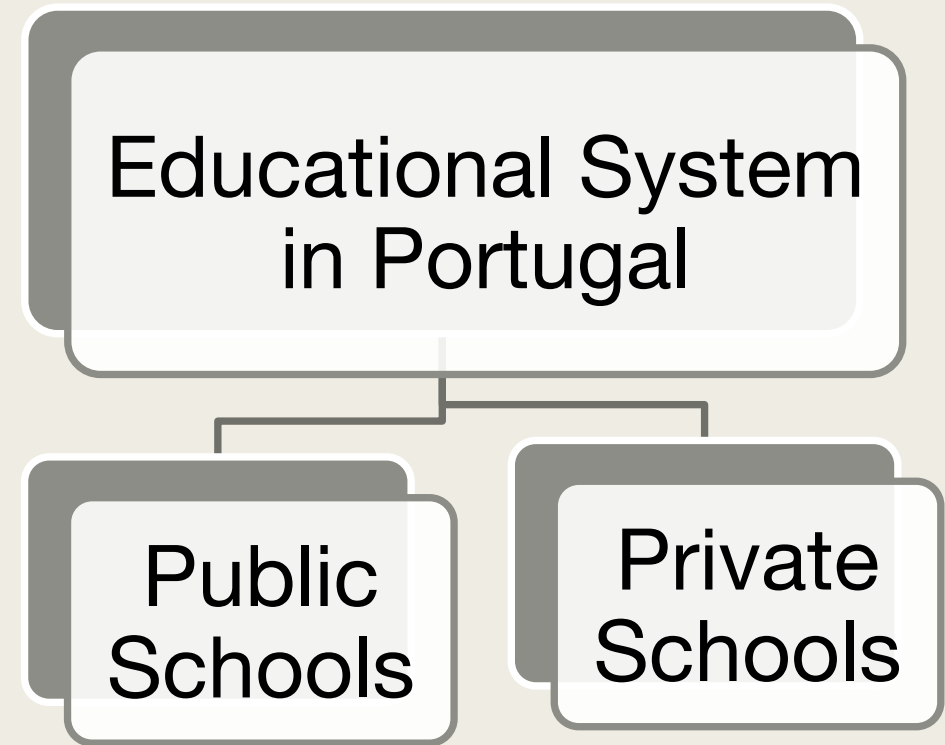 Educational System
in Portugal
Public
Schools
Private
Schools